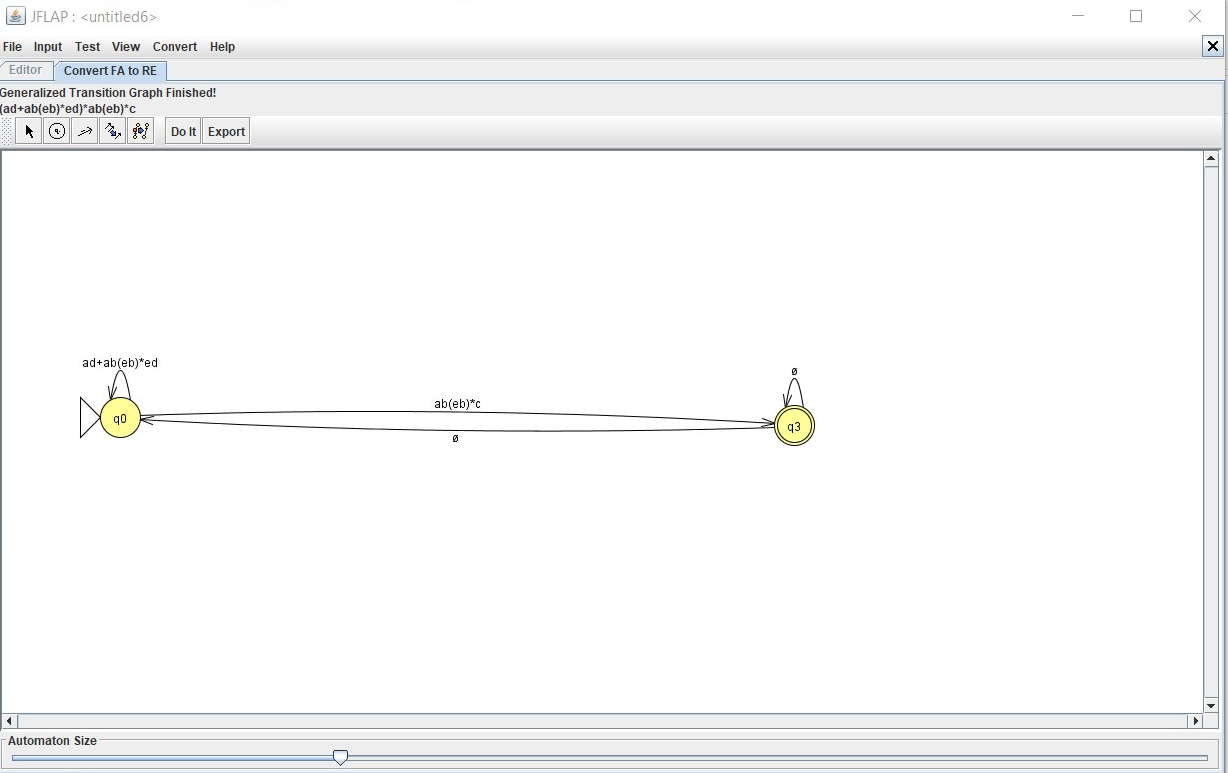 JFLAP : <untitled6>
File Input Test View Convert Help
Editor Convert FA to RE
Generalized Transition Graph Finished!
(ad+ab(eb)*ed)*ab(eb)*c
Do It Export
ad+ab(eb)*ed
ø
ab(eb)*c
q0
q3
ø
Automaton Size